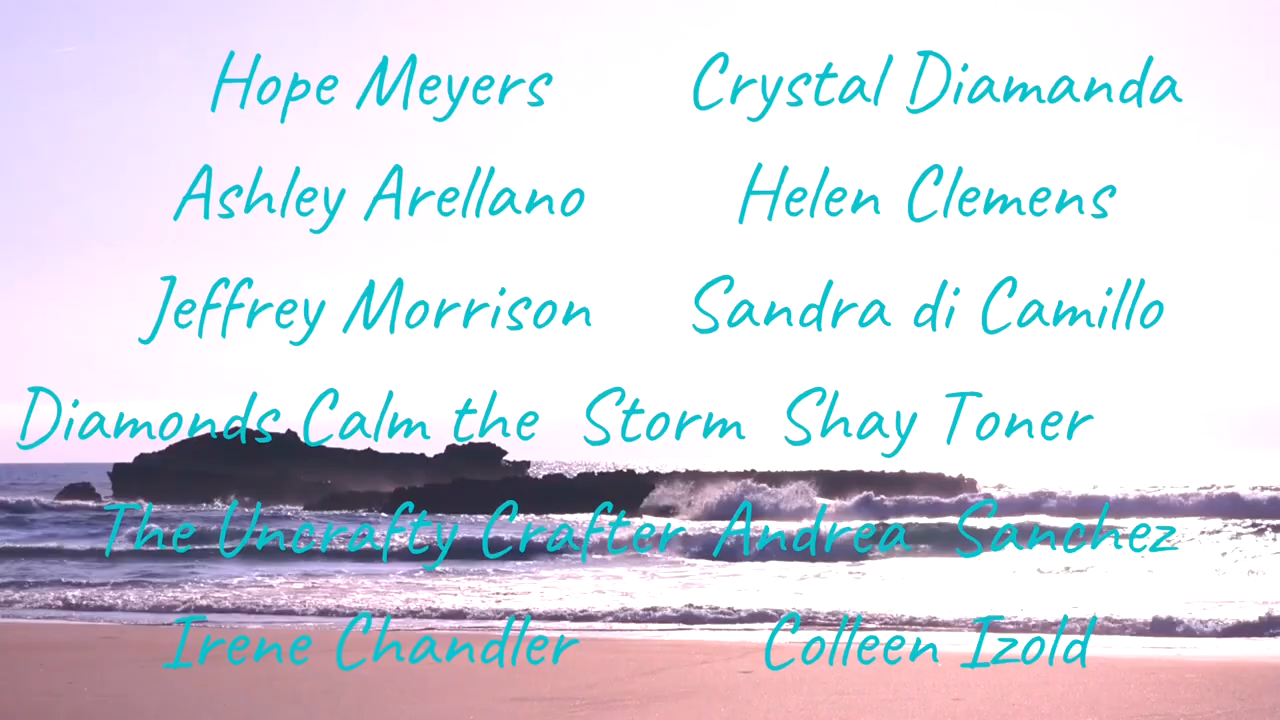 Hope Meyers Crystal Diamanda
Ashley Arellano Helen Clemens
Jeffrey Morrison Sandra di Camillo
Diamonds Calm the Storm Shay Toner
The Uncrafty Crafter Andrea Sanchez
Irene Chandler Colleen Izold